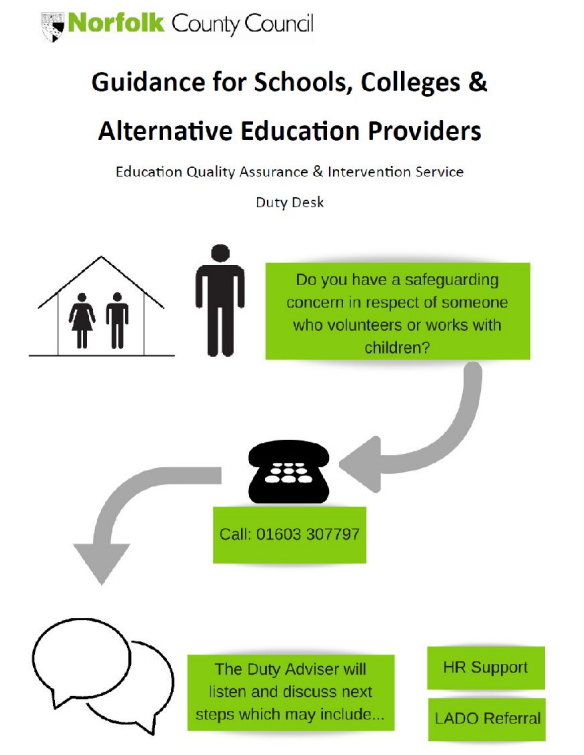 Norfolk County Council
Guidance for Schools, Colleges &
Alternative Education Providers
Education Quality Assurance & Intervention Service
Duty Desk
Do you have a safeguarding
concern in respect of someone
who volunteers or works with
children?
Call: 01603 307797
The Duty Adviser will
listen and discuss next
steps which may include...
HR Support
LADO Referral